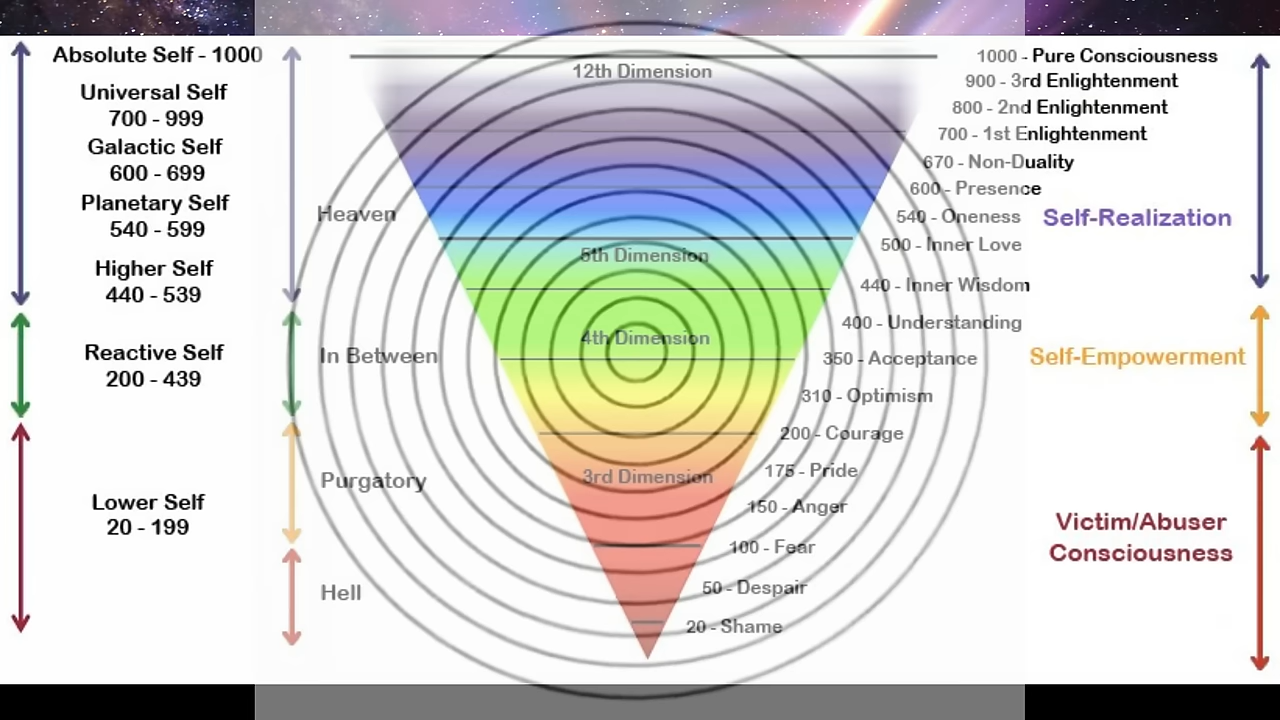 Absolute Self - 1000
Universal Self
700 - 999
Galactic Self
600 - 699
Planetary Self
540 - 599
Higher Self
440 - 539
Reactive Self
200 - 439
Lower Self
20 - 199
Heaven
In Between
Purgatory
Hell
12th Dimension
5th Dimension
4th Dimension
3rd Dimension
1000 - Pure Consciousness
900 - 3rd Enlightenment
800 - 2nd Enlightenment
700 - 1st Enlightenment
670 - Non-Duality
600 - Presence
540 - Oneness
500 - Inner Love
440 - Inner Wisdom
400 - Understanding
350 - Acceptance
310 - Optimism
200 - Courage
175 - Pride
150 - Anger
100 - Fear
50 - Despair
20 - Shame
Self-Realization
Self-Empowerment
Victim/Abuser
Consciousness